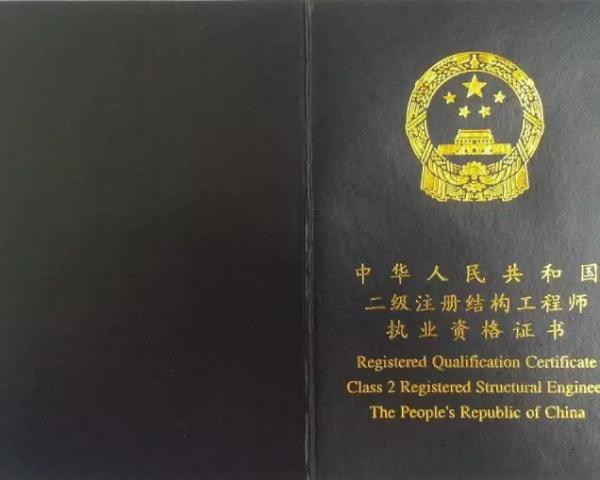 中华人民共和国
二级注册结构工程师
执业资格证书
Registered Qualification Certificate
Class 2 Registered Structural Enginee
The People's Republic of China